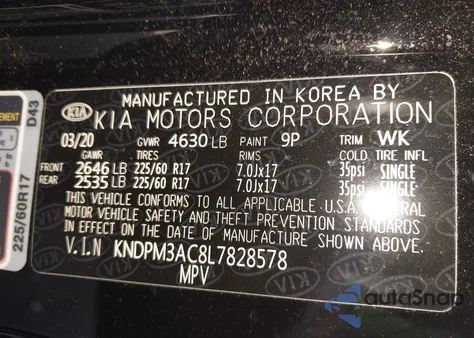 MANUFACTURED IN KOREA BY
KIA KIA MOTORS CORPORATION
03/20 GVWR 4630 LB PAINT 9P TRIM WK
GAWR TIRES RIMS COLD TIRE INFL
FRONT 2646 LB 225/60 R17 7.0Jx17 35psi SINGLE
REAR 2535 LB 225/60 R17 7.0Jx17 35psi SINGLE
THIS VEHICLE CONFORMS TO ALL APPLICABLE U.S.A FEDERAL
MOTOR VEHICLE SAFETY AND THEFT PREVENTION STANDARDS
IN EFFECT ON THE DATE OF MANUFACTURE SHOWN ABOVE.
V.I.N KNDPM3AC8L7828578
MPV
D43
225/60R17
autoSnap